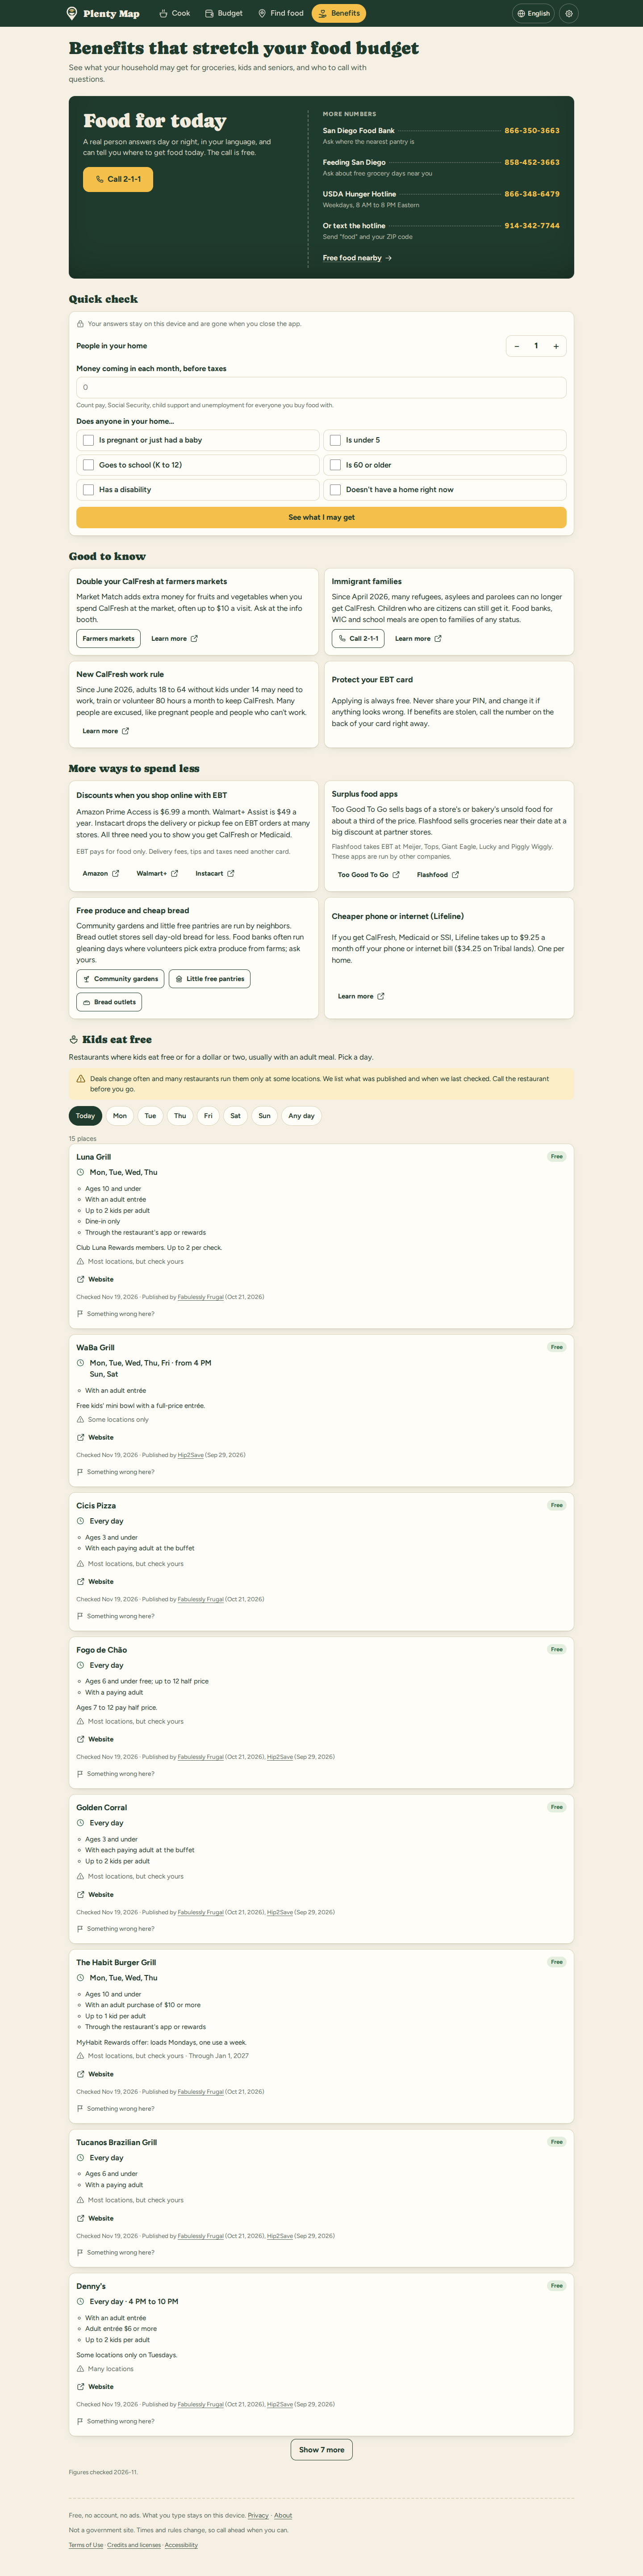 Plenty Map
Cook
Budget
Find food
Benefits
English
Benefits that stretch your food budget
See what your household may get for groceries, kids and seniors, and who to call with
questions.
Food for today
A real person answers day or night, in your language, and
can tell you where to get food today. The call is free.
Call 2-1-1
MORE NUMBERS
San Diego Food Bank 866-350-3663
Ask where the nearest pantry is
Feeding San Diego 858-452-3663
Ask about free grocery days near you
USDA Hunger Hotline 866-348-6479
Weekdays, 8 AM to 8 PM Eastern
Or text the hotline 914-342-7744
Send "food" and your ZIP code
Free food nearby →
Quick check
Your answers stay on this device and are gone when you close the app.
People in your home − 1 +
Money coming in each month, before taxes
0
Count pay, Social Security, child support and unemployment for everyone you buy food with.
Does anyone in your home...
Is pregnant or just had a baby
Is under 5
Goes to school (K to 12)
Is 60 or older
Has a disability
Doesn't have a home right now
See what I may get
Good to know
Double your CalFresh at farmers markets
Market Match adds extra money for fruits and vegetables when you
spend CalFresh at the market, often up to $10 a visit. Ask at the info
booth.
Farmers markets
Learn more
Immigrant families
Since April 2026, many refugees, asylees and parolees can no longer
get CalFresh. Children who are citizens can still get it. Food banks,
WIC and school meals are open to families of any status.
Call 2-1-1
Learn more
New CalFresh work rule
Since June 2026, adults 18 to 64 without kids under 14 may need to
work, train or volunteer 80 hours a month to keep CalFresh. Many
people are excused, like pregnant people and people who can't work.
Learn more
Protect your EBT card
Applying is always free. Never share your PIN, and change it if
anything looks wrong. If benefits are stolen, call the number on the
back of your card right away.
More ways to spend less
Discounts when you shop online with EBT
Amazon Prime Access is $6.99 a month. Walmart+ Assist is $49 a
year. Instacart drops the delivery or pickup fee on EBT orders at many
stores. All three need you to show you get CalFresh or Medicaid.
EBT pays for food only. Delivery fees, tips and taxes need another card.
Amazon
Walmart+
Instacart
Surplus food apps
Too Good To Go sells bags of a store's or bakery's unsold food for
about a third of the price. Flashfood sells groceries near their date at a
big discount at partner stores.
Flashfood takes EBT at Meijer, Tops, Giant Eagle, Lucky and Piggly Wiggly.
These apps are run by other companies.
Too Good To Go
Flashfood
Free produce and cheap bread
Community gardens and little free pantries are run by neighbors.
Bread outlets sell day-old bread for less. Food banks often run
gleaning days where volunteers pick extra produce from farms; ask
yours.
Community gardens
Little free pantries
Bread outlets
Cheaper phone or internet (Lifeline)
If you get CalFresh, Medicaid or SSI, Lifeline takes up to $9.25 a
month off your phone or internet bill ($34.25 on Tribal lands). One per
home.
Learn more
Kids eat free
Restaurants where kids eat free or for a dollar or two, usually with an adult meal. Pick a day.
Deals change often and many restaurants run them only at some locations. We list what was published and when we last checked. Call the restaurant
before you go.
Today
Mon
Tue
Thu
Fri
Sat
Sun
Any day
15 places
Luna Grill
Free
Mon, Tue, Wed, Thu
Ages 10 and under
With an adult entrée
Up to 2 kids per adult
Dine-in only
Through the restaurant's app or rewards
Club Luna Rewards members. Up to 2 per check.
Most locations, but check yours
Website
Checked Nov 19, 2026 · Published by Fabulessly Frugal (Oct 21, 2026)
Something wrong here?
WaBa Grill
Free
Mon, Tue, Wed, Thu, Fri · from 4 PM
Sun, Sat
With an adult entrée
Free kids' mini bowl with a full-price entrée.
Some locations only
Website
Checked Nov 19, 2026 · Published by Hip2Save (Sep 29, 2026)
Something wrong here?
Cicis Pizza
Free
Every day
Ages 3 and under
With each paying adult at the buffet
Most locations, but check yours
Website
Checked Nov 19, 2026 · Published by Fabulessly Frugal (Oct 21, 2026)
Something wrong here?
Fogo de Chão
Free
Every day
Ages 6 and under free; up to 12 half price
With a paying adult
Ages 7 to 12 pay half price.
Most locations, but check yours
Website
Checked Nov 19, 2026 · Published by Fabulessly Frugal (Oct 21, 2026), Hip2Save (Sep 29, 2026)
Something wrong here?
Golden Corral
Free
Every day
Ages 3 and under
With each paying adult at the buffet
Up to 2 kids per adult
Most locations, but check yours
Website
Checked Nov 19, 2026 · Published by Fabulessly Frugal (Oct 21, 2026), Hip2Save (Sep 29, 2026)
Something wrong here?
The Habit Burger Grill
Free
Mon, Tue, Wed, Thu
Ages 10 and under
With an adult purchase of $10 or more
Up to 1 kid per adult
Through the restaurant's app or rewards
MyHabit Rewards offer: loads Mondays, one use a week.
Most locations, but check yours · Through Jan 1, 2027
Website
Checked Nov 19, 2026 · Published by Fabulessly Frugal (Oct 21, 2026)
Something wrong here?
Tucanos Brazilian Grill
Free
Every day
Ages 6 and under
With a paying adult
Most locations, but check yours
Website
Checked Nov 19, 2026 · Published by Fabulessly Frugal (Oct 21, 2026), Hip2Save (Sep 29, 2026)
Something wrong here?
Denny's
Free
Every day · 4 PM to 10 PM
With an adult entrée
Adult entrée $6 or more
Up to 2 kids per adult
Some locations only on Tuesdays.
Many locations
Website
Checked Nov 19, 2026 · Published by Fabulessly Frugal (Oct 21, 2026), Hip2Save (Sep 29, 2026)
Something wrong here?
Show 7 more
Figures checked 2026-11.
Free, no account, no ads. What you type stays on this device. Privacy · About
Not a government site. Times and rules change, so call ahead when you can.
Terms of Use · Credits and licenses · Accessibility